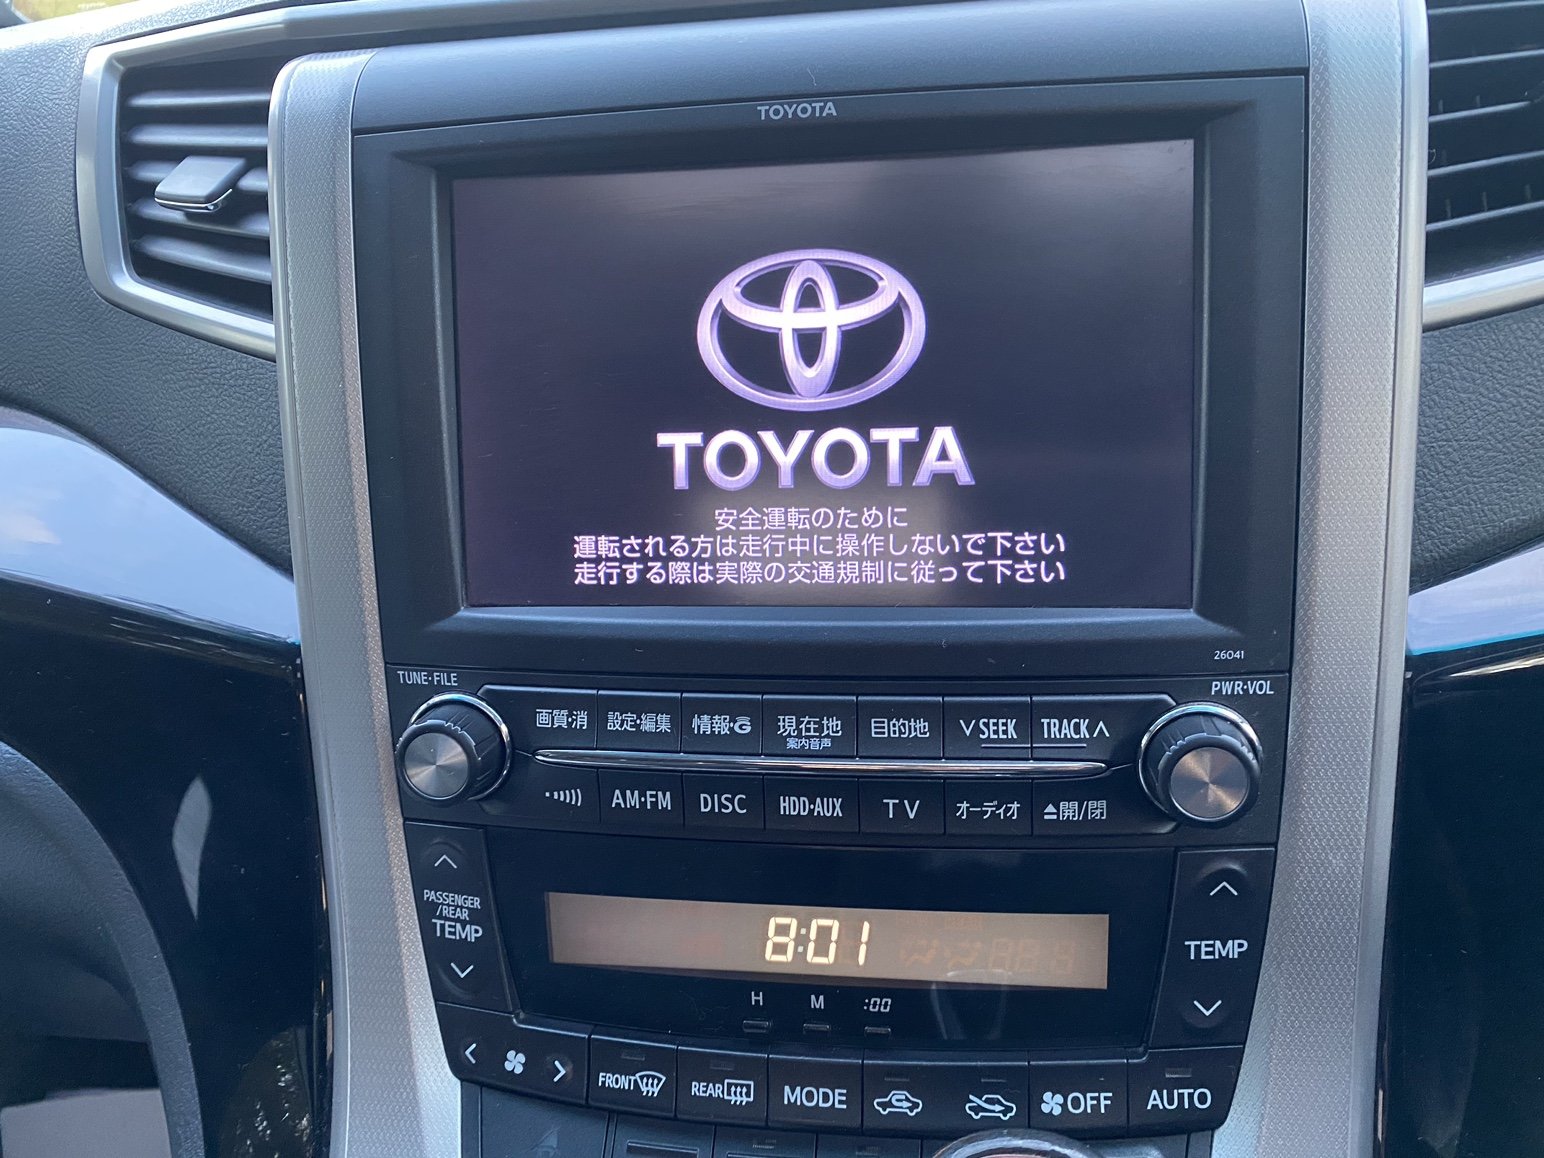 TOYOTA
TOYOTA
安全運転のために
運転される方は走行中に操作しないで下さい
走行する際は実際の交通規制に従って下さい
26041
TUNE・FILE
PWR・VOL
画質・消
設定・編集
情報・G
現在地
案内音声
目的地
∨SEEK
TRACK∧
AM・FM
DISC
HDD・AUX
TV
オーディオ
≜開/閉
PASSENGER
/REAR
TEMP
8:01
TEMP
H
M
:00
FRONT
REAR
MODE
OFF
AUTO